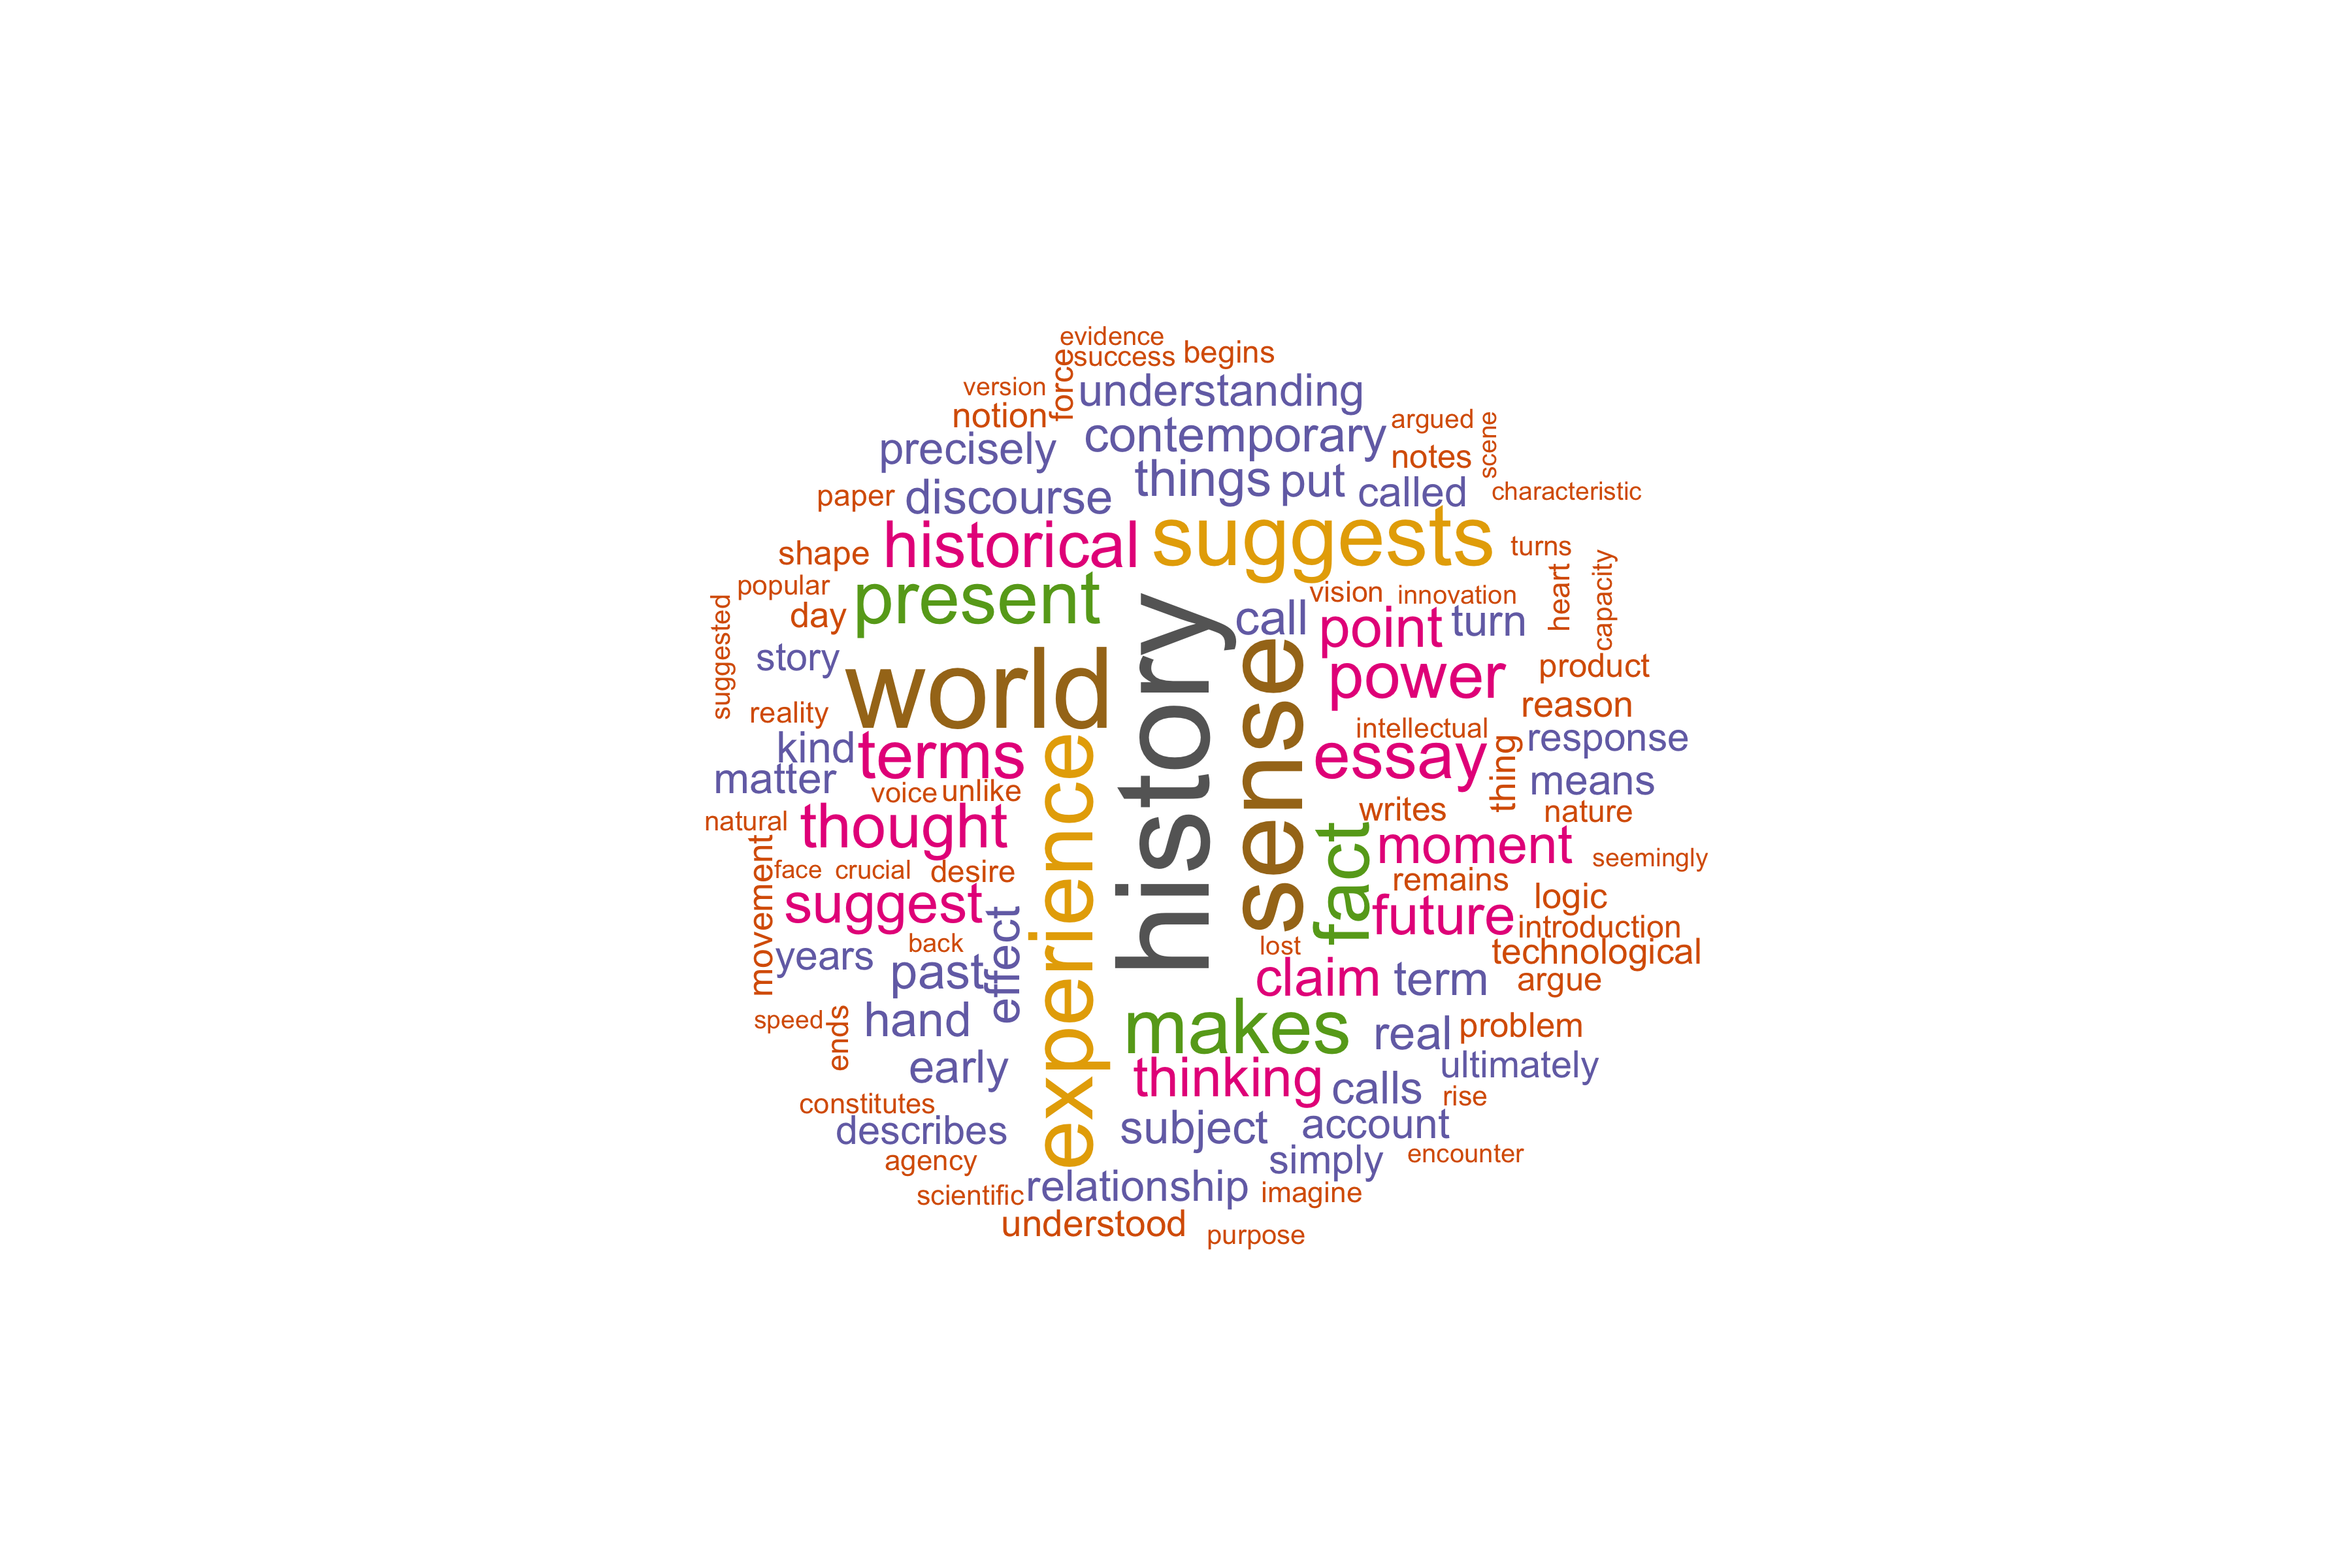 evidence
success
begins
force
version
understanding
notion
argued
scene
contemporary
precisely
notes
things
put
called
characteristic
paper
discourse
historical
suggests
turns
shape
heart
capacity
popular
present
vision
innovation
suggested
day
call
point
turn
story
world
history
sense
power
product
reality
intellectual
reason
kind
terms
experience
essay
thing
response
matter
voice
unlike
means
natural
thought
writes
nature
fact
moment
seemingly
movement
face
crucial
desire
remains
logic
suggest
effect
future
introduction
years
back
lost
technological
past
claim
term
argue
speed
ends
hand
makes
real
problem
early
thinking
calls
ultimately
rise
constitutes
describes
subject
account
agency
simply
encounter
scientific
relationship
imagine
understood
purpose